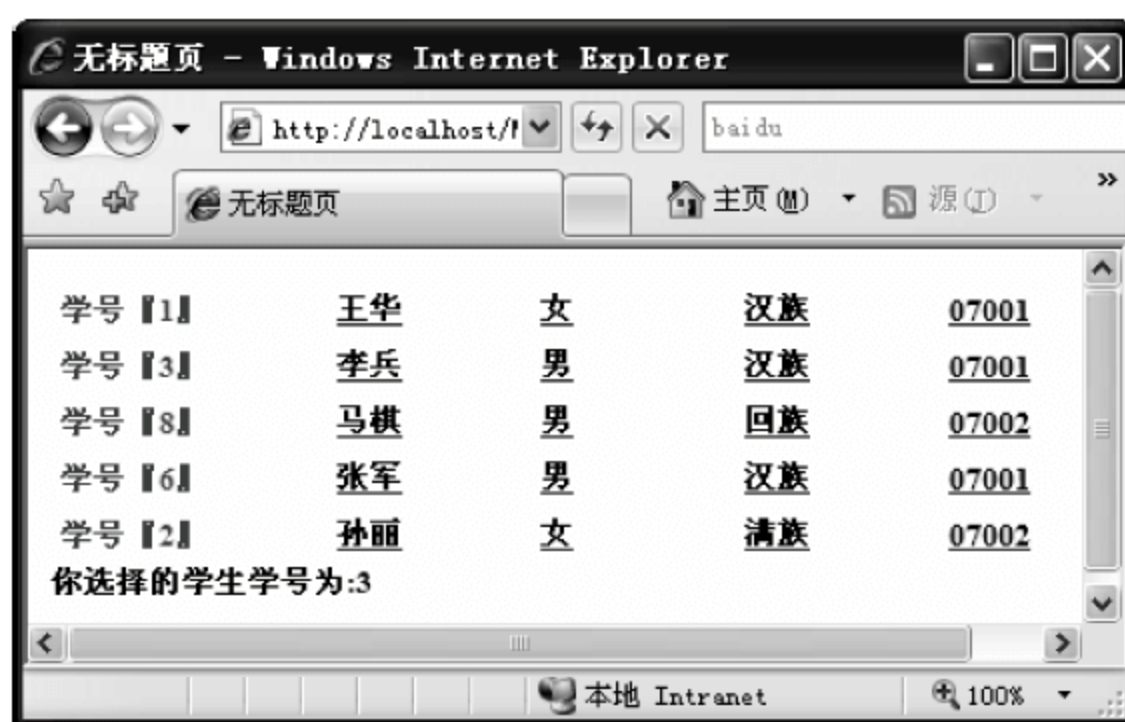 无标题页 - Windows Internet Explorer
http://localhost/ baidu
无标题页 主页(M) 源(J) »
学号『1』 王华 女 汉族 07001
学号『3』 李兵 男 汉族 07001
学号『8』 马棋 男 回族 07002
学号『6』 张军 男 汉族 07001
学号『2』 孙丽 女 满族 07002
你选择的学生学号为:3
本地 Intranet 100%